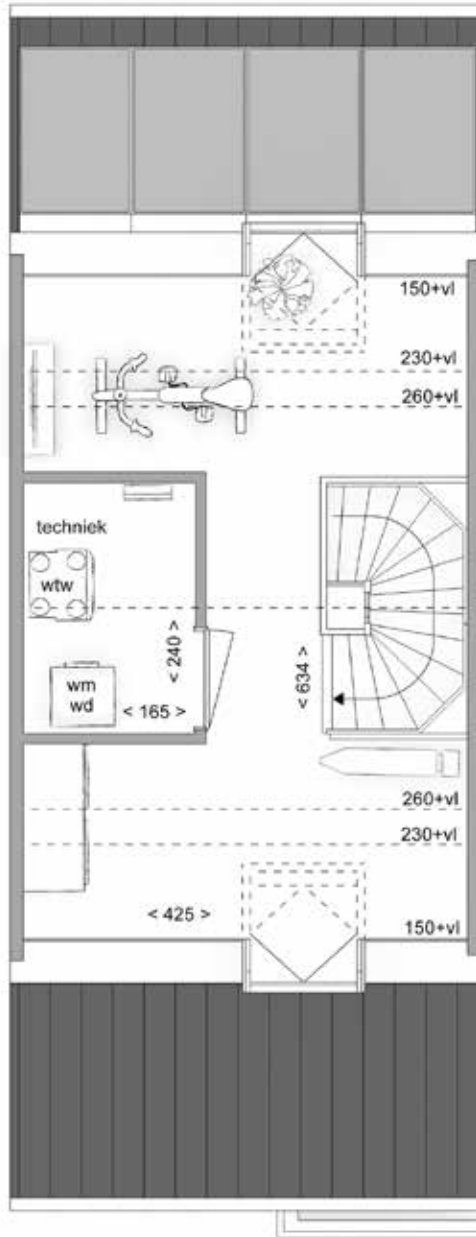 150+vl
230+vl
260+vl
techniek
wtw
< 240 >
< 634 >
wm
wd
< 165 >
260+vl
230+vl
< 425 >
150+vl